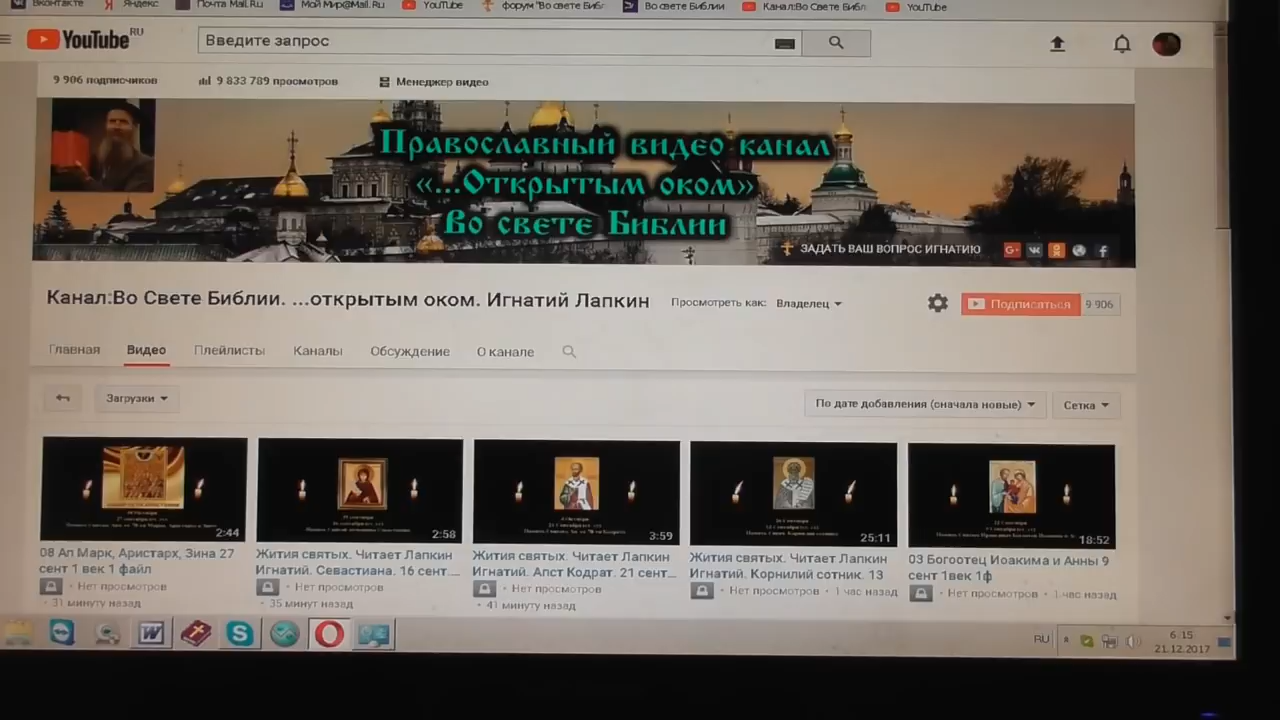 Вконтакте Яндекс Почта Mail.Ru Мой Мир@Mail.Ru YouTube форум "Во свете Библ Во свете Библии Канал:Во Свете Библ YouTube
YouTube RU Введите запрос
9 906 подписчиков 9 833 789 просмотров Менеджер видео
Православный видео канал
«...Открытым оком»
Во свете Библии
ЗАДАТЬ ВАШ ВОПРОС ИГНАТИЮ
Канал:Во Свете Библии. ...открытым оком. Игнатий Лапкин Просмотреть как: Владелец Подписаться 9 906
Главная Видео Плейлисты Каналы Обсуждение О канале
Загрузки По дате добавления (сначала новые) Сетка
2:44 2:58 3:59 25:11 18:52
08 Ап Марк, Аристарх, Зина 27
сент 1 век 1 файл
Нет просмотров
• 31 минуту назад
Жития святых. Читает Лапкин
Игнатий. Севастиана. 16 сент....
• Нет просмотров
• 35 минут назад
Жития святых. Читает Лапкин
Игнатий. Апст Кодрат. 21 сент...
• Нет просмотров
• 41 минуту назад
Жития святых. Читает Лапкин
Игнатий. Корнилий сотник. 13
• Нет просмотров • 1 час назад
03 Богоотец Иоакима и Анны 9
сент 1век 1ф
• Нет просмотров • 1 час назад
RU 6:15
21.12.2017